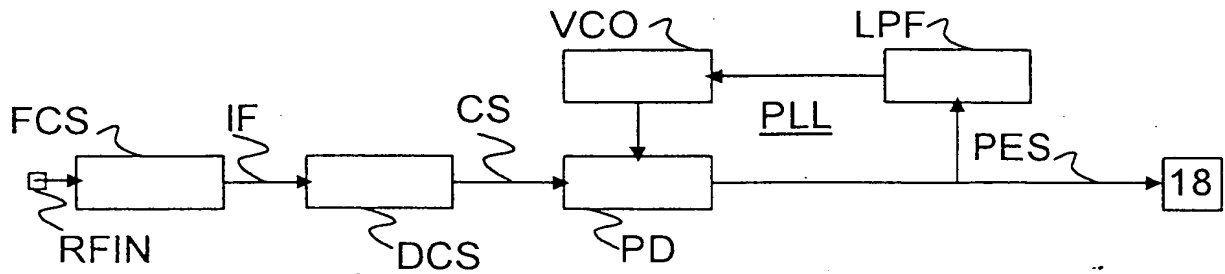 VCO
LPF
FCS
IF
CS
PLL
PES
18
RFIN
DCS
PD